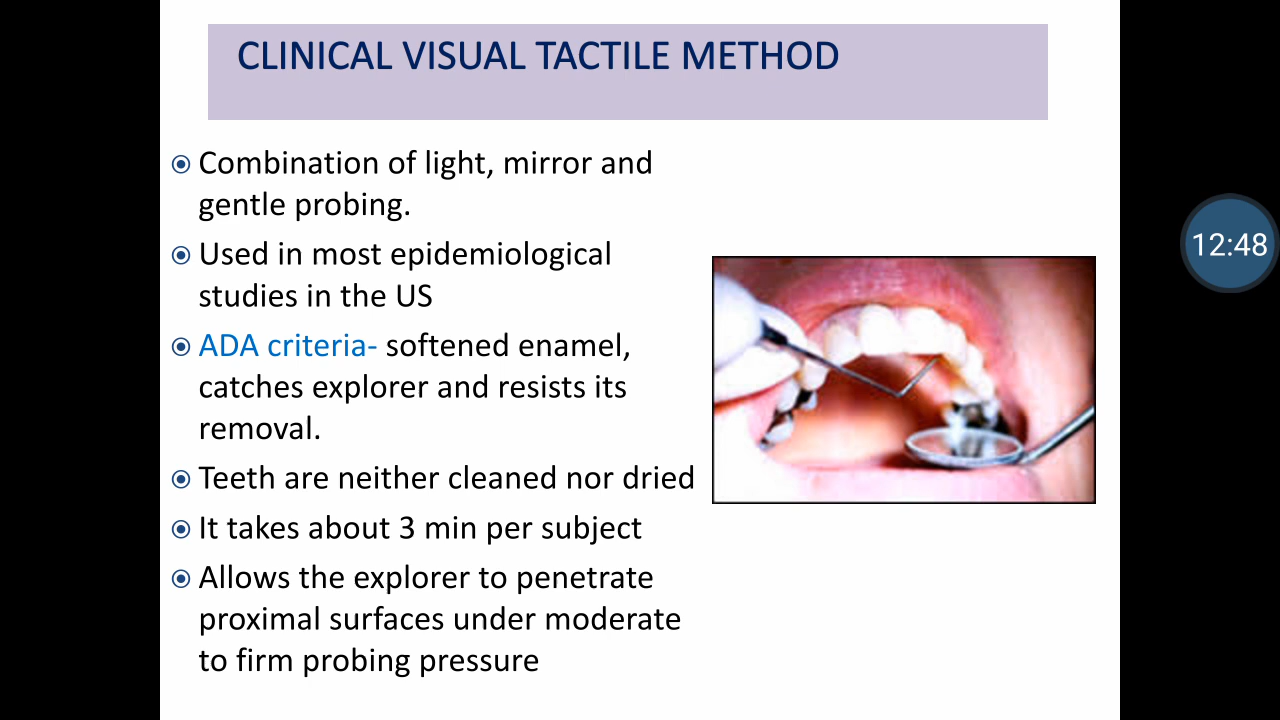 CLINICAL VISUAL TACTILE METHOD
Combination of light, mirror and
gentle probing.
Used in most epidemiological
studies in the US
ADA criteria- softened enamel,
catches explorer and resists its
removal.
Teeth are neither cleaned nor dried
It takes about 3 min per subject
Allows the explorer to penetrate
proximal surfaces under moderate
to firm probing pressure
12:48